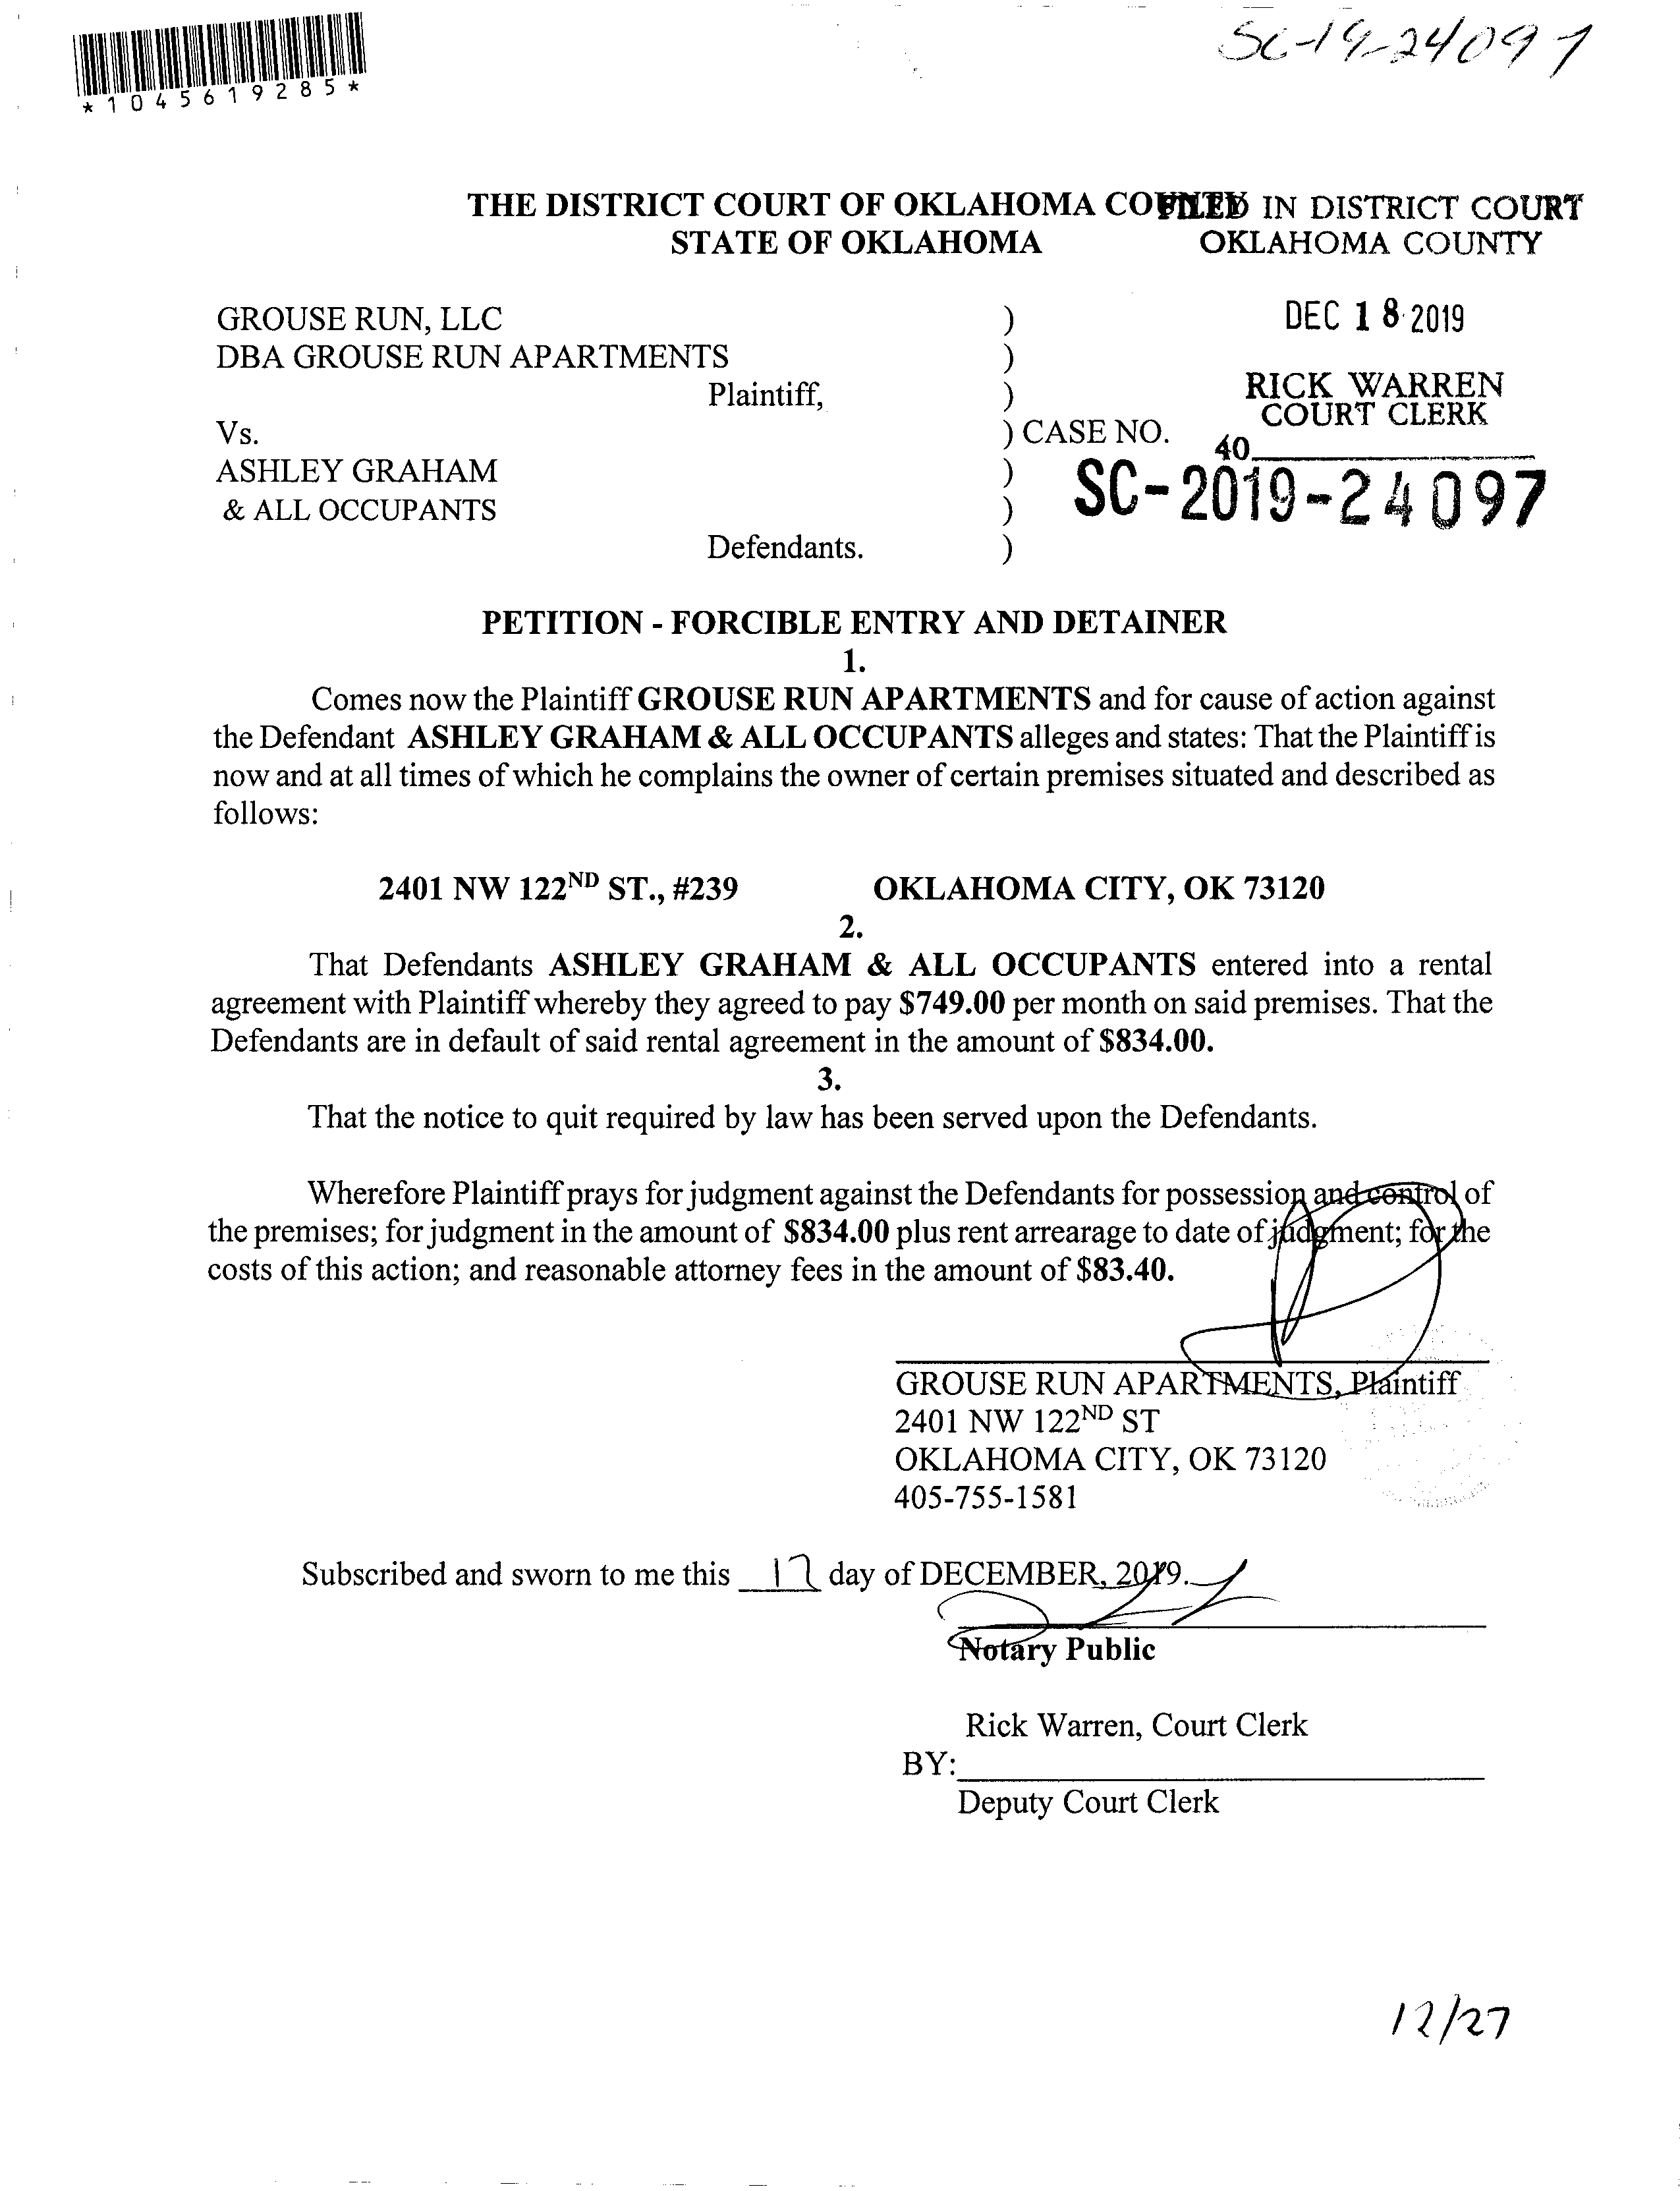 SC-19-24097
*1045619285*
THE DISTRICT COURT OF OKLAHOMA COUNTY
FILED IN DISTRICT COURT
STATE OF OKLAHOMA
OKLAHOMA COUNTY
GROUSE RUN, LLC )
DEC 18 2019
DBA GROUSE RUN APARTMENTS )
Plaintiff, )
RICK WARREN
COURT CLERK
Vs. ) CASE NO.
40
ASHLEY GRAHAM )
SC-2019-24097
& ALL OCCUPANTS )
Defendants. )
PETITION - FORCIBLE ENTRY AND DETAINER
1.
Comes now the Plaintiff GROUSE RUN APARTMENTS and for cause of action against
the Defendant ASHLEY GRAHAM & ALL OCCUPANTS alleges and states: That the Plaintiff is
now and at all times of which he complains the owner of certain premises situated and described as
follows:
2401 NW 122ND ST., #239 OKLAHOMA CITY, OK 73120
2.
That Defendants ASHLEY GRAHAM & ALL OCCUPANTS entered into a rental
agreement with Plaintiff whereby they agreed to pay $749.00 per month on said premises. That the
Defendants are in default of said rental agreement in the amount of $834.00.
3.
That the notice to quit required by law has been served upon the Defendants.
Wherefore Plaintiff prays for judgment against the Defendants for possession and control of
the premises; for judgment in the amount of $834.00 plus rent arrearage to date of judgment; for the
costs of this action; and reasonable attorney fees in the amount of $83.40.
GROUSE RUN APARTMENTS, Plaintiff
2401 NW 122ND ST
OKLAHOMA CITY, OK 73120
405-755-1581
Subscribed and sworn to me this 17 day of DECEMBER, 2019.
Notary Public
Rick Warren, Court Clerk
BY:
Deputy Court Clerk
12/27